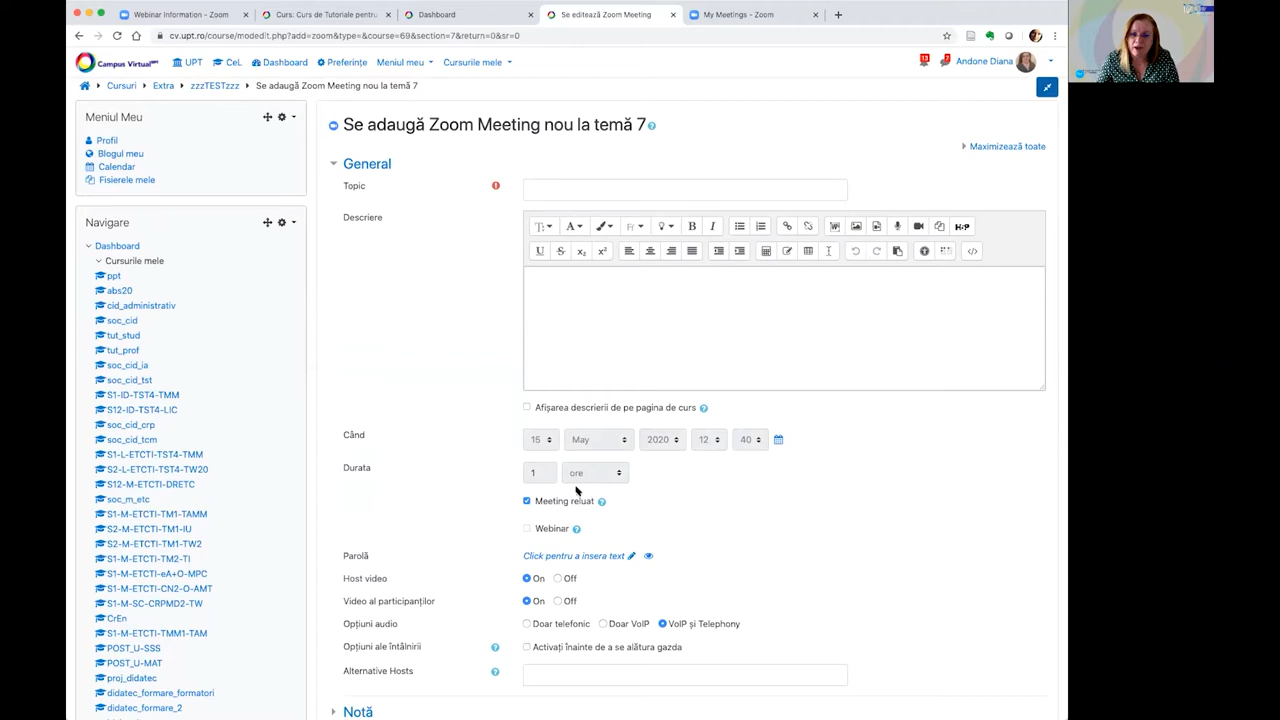 Webinar Information - Zoom
Curs: Curs de Tutoriale pentru
Dashboard
Se editează Zoom Meeting
My Meetings - Zoom
cv.upt.ro/course/modedit.php?add=zoom&type=&course=69&section=7&return=0&sr=0
Campus Virtual UPT CeL Dashboard Preferințe Meniul meu Cursurile mele
13 7 Andone Diana
Cursuri Extra zzzTESTzzz Se adaugă Zoom Meeting nou la temă 7
Meniul Meu
Profil
Blogul meu
Calendar
Fisierele mele
Navigare
Dashboard
Cursurile mele
ppt
abs20
cid_administrativ
soc_cid
tut_stud
tut_prof
soc_cid_ia
soc_cid_tst
S1-ID-TST4-TMM
S12-ID-TST4-LIC
soc_cid_crp
soc_cid_tcm
S1-L-ETCTI-TST4-TMM
S2-L-ETCTI-TST4-TW20
S12-M-ETCTI-DRETC
soc_m_etc
S1-M-ETCTI-TM1-TAMM
S2-M-ETCTI-TM1-IU
S2-M-ETCTI-TM1-TW2
S1-M-ETCTI-TM2-TI
S1-M-ETCTI-eA+O-MPC
S1-M-ETCTI-CN2-O-AMT
S1-M-SC-CRPMD2-TW
CrEn
S1-M-ETCTI-TMM1-TAM
POST_U-SSS
POST_U-MAT
proj_didatec
didatec_formare_formatori
didatec_formare_2
Se adaugă Zoom Meeting nou la temă 7
Maximizează toate
General
Topic
Descriere
Afișarea descrierii de pe pagina de curs
Când 15 May 2020 12 40
Durata 1 ore
Meeting reluat
Webinar
Parolă Click pentru a insera text
Host video On Off
Video al participanților On Off
Opțiuni audio Doar telefonic Doar VoIP VoIP și Telephony
Opțiuni ale întâlnirii Activați înainte de a se alătura gazda
Alternative Hosts
Notă